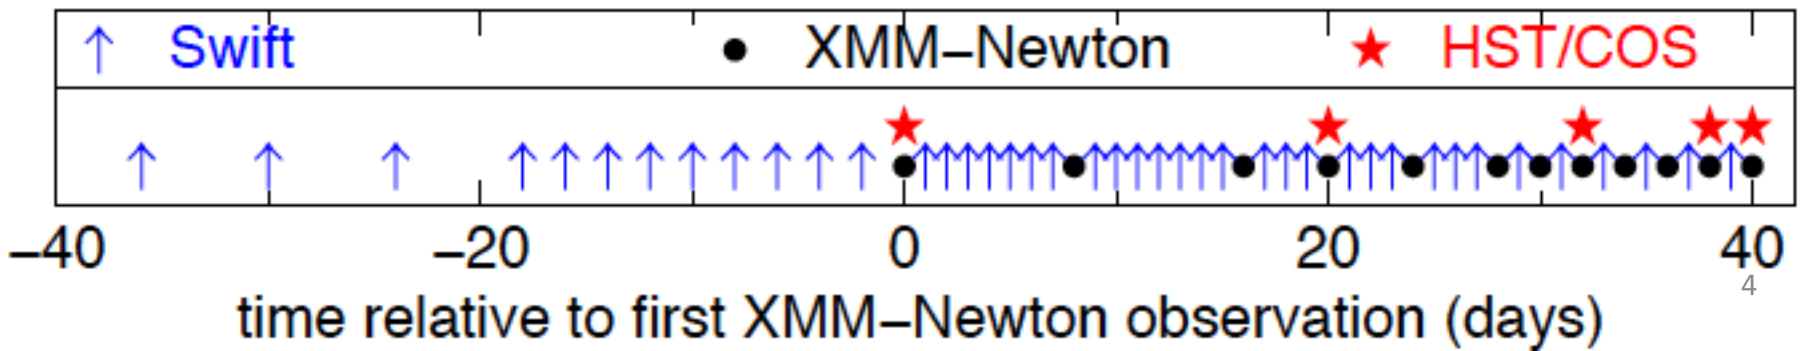 ↑ Swift ● XMM−Newton ★ HST/COS
−40 −20 0 20 40
4
time relative to first XMM−Newton observation (days)